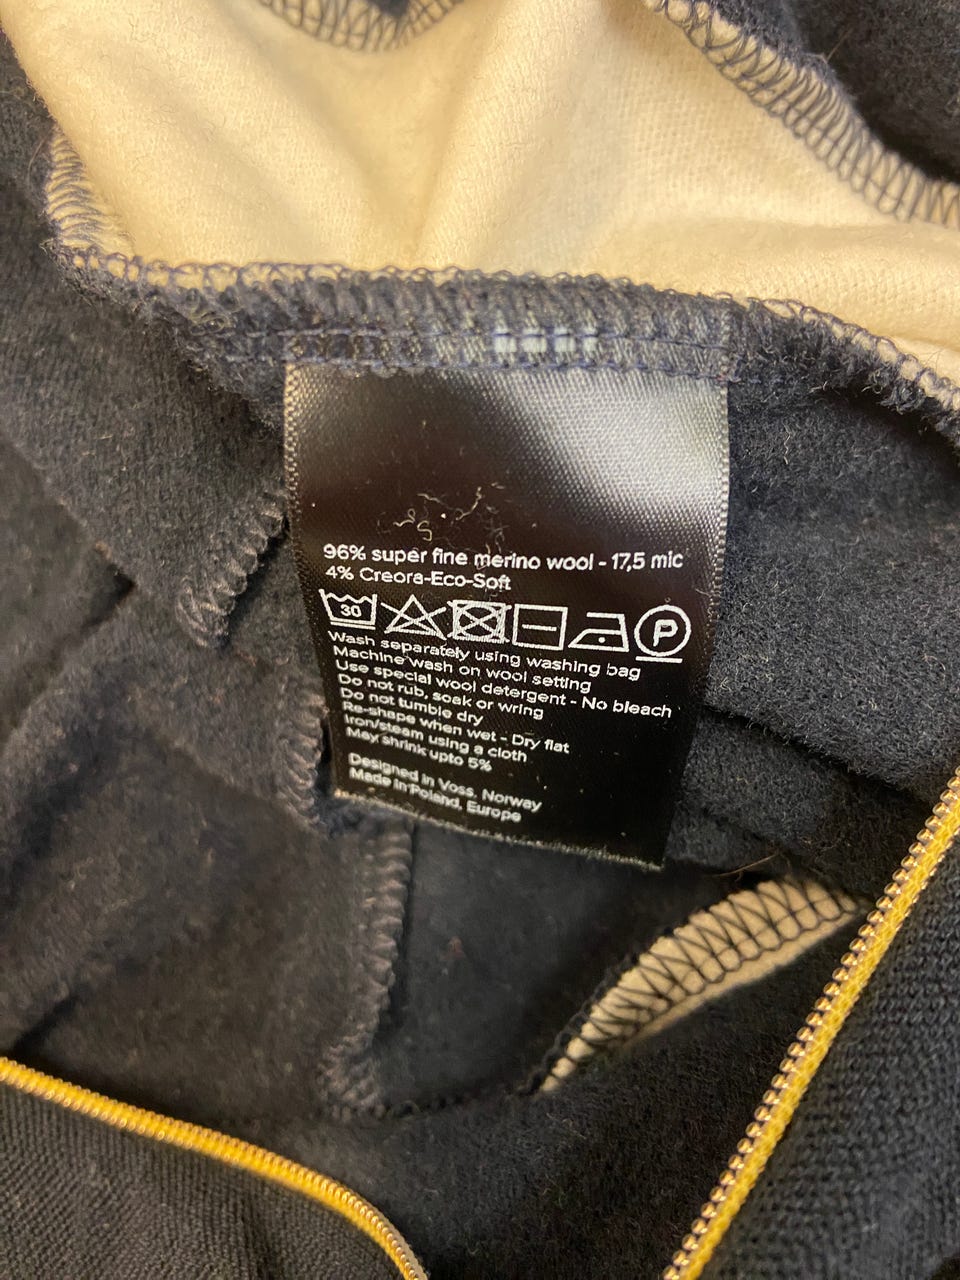 96% super fine merino wool - 17,5 mic
4% Creora-Eco-Soft
30 P
Wash separately using washing bag
Machine wash on wool setting
Use special wool detergent - No bleach
Do not rub, soak or wring
Do not tumble dry
Re-shape when wet - Dry flat
Iron/steam using a cloth
May shrink upto 5%
Designed in Voss, Norway
Made in Poland, Europe